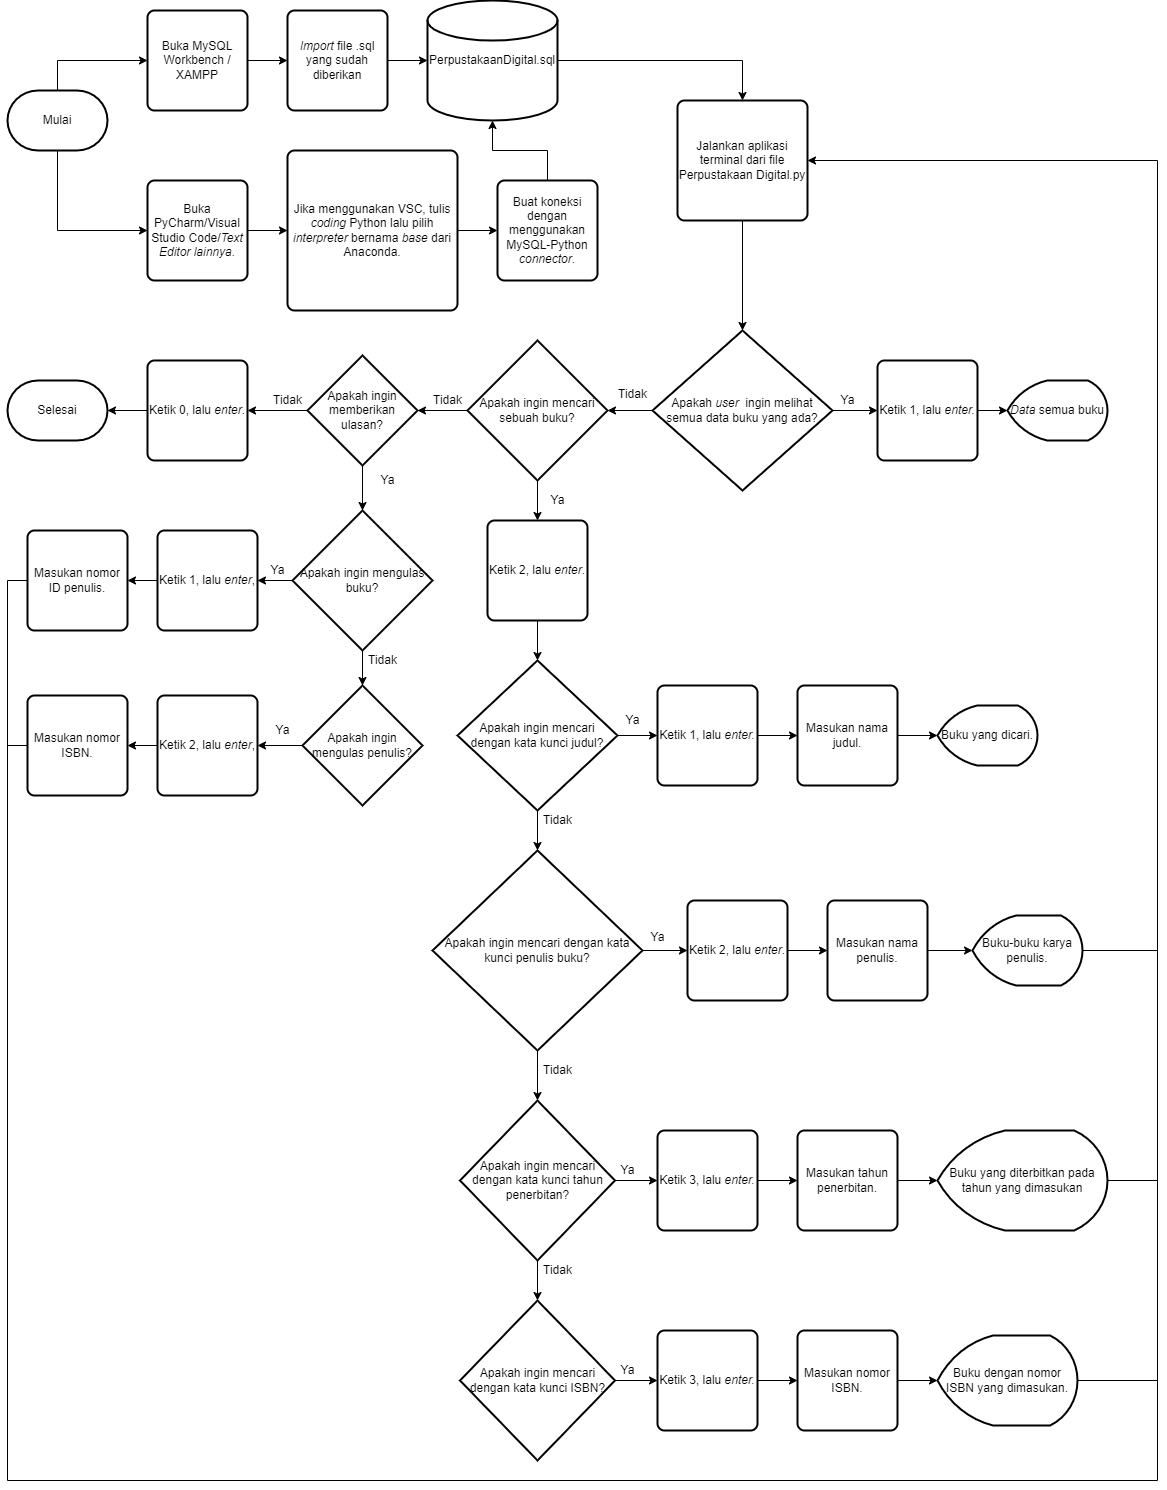 Buka MySQL
Workbench /
XAMPP
Import file .sql
yang sudah
diberikan
PerpustakaanDigital.sql
Mulai
Jalankan aplikasi
terminal dari file
Perpustakaan Digital.py
Buka
PyCharm/Visual
Studio Code/Text
Editor lainnya.
Jika menggunakan VSC, tulis
coding Python lalu pilih
interpreter bernama base dari
Anaconda.
Buat koneksi
dengan
menggunakan
MySQL-Python
connector.
Selesai
Ketik 0, lalu enter.
Tidak
Apakah ingin
memberikan
ulasan?
Tidak
Apakah ingin mencari
sebuah buku?
Tidak
Apakah user ingin melihat
semua data buku yang ada?
Ya
Ketik 1, lalu enter.
Data semua buku
Ya
Ya
Masukan nomor
ID penulis.
Ketik 1, lalu enter,
Ya
Apakah ingin mengulas
buku?
Ketik 2, lalu enter.
Tidak
Masukan nomor
ISBN.
Ketik 2, lalu enter,
Ya
Apakah ingin
mengulas penulis?
Apakah ingin mencari
dengan kata kunci judul?
Ya
Ketik 1, lalu enter.
Masukan nama
judul.
Buku yang dicari.
Tidak
Apakah ingin mencari dengan kata
kunci penulis buku?
Ya
Ketik 2, lalu enter.
Masukan nama
penulis.
Buku-buku karya
penulis.
Tidak
Apakah ingin mencari
dengan kata kunci tahun
penerbitan?
Ya
Ketik 3, lalu enter.
Masukan tahun
penerbitan.
Buku yang diterbitkan pada
tahun yang dimasukan
Tidak
Apakah ingin mencari
dengan kata kunci ISBN?
Ya
Ketik 3, lalu enter.
Masukan nomor
ISBN.
Buku dengan nomor
ISBN yang dimasukan.